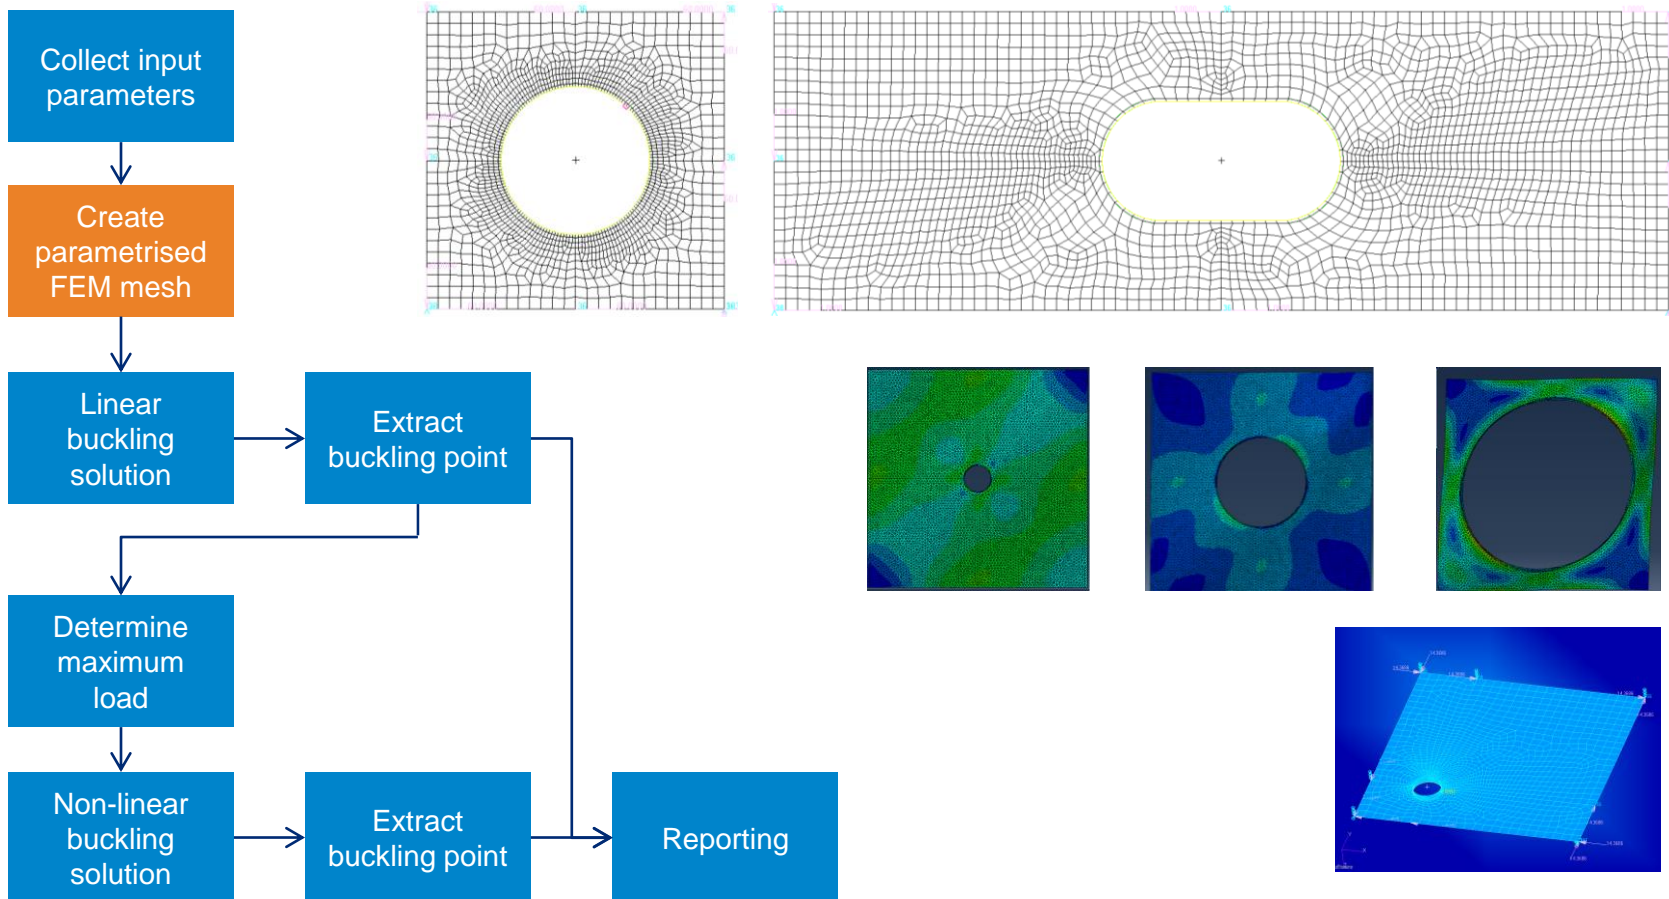 Collect input
parameters
Create
parametrised
FEM mesh
Linear
buckling
solution
Extract
buckling point
Determine
maximum
load
Non-linear
buckling
solution
Extract
buckling point
Reporting